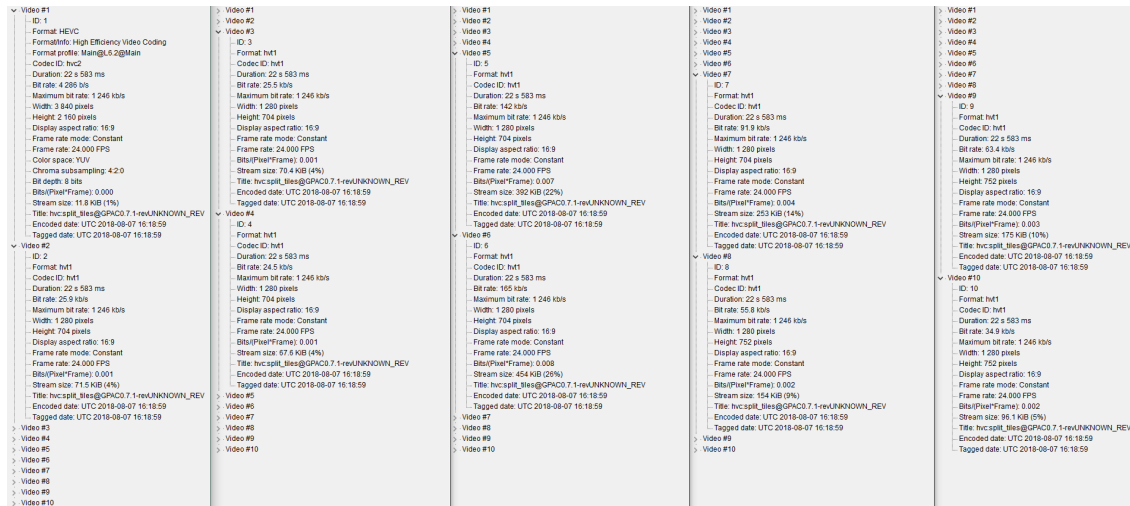 Video #1
ID: 1
Format: HEVC
Format/Info: High Efficiency Video Coding
Format profile: Main@L6.2@Main
Codec ID: hvc2
Duration: 22 s 583 ms
Bit rate: 4 286 b/s
Maximum bit rate: 1 246 kb/s
Width: 3 840 pixels
Height: 2 160 pixels
Display aspect ratio: 16:9
Frame rate mode: Constant
Frame rate: 24.000 FPS
Color space: YUV
Chroma subsampling: 4:2:0
Bit depth: 8 bits
Bits/(Pixel*Frame): 0.000
Stream size: 11.8 KiB (1%)
Title: hvc:split_tiles@GPAC0.7.1-revUNKNOWN_REV
Encoded date: UTC 2018-08-07 16:18:59
Tagged date: UTC 2018-08-07 16:18:59
Video #2
ID: 2
Format: hvt1
Codec ID: hvt1
Duration: 22 s 583 ms
Bit rate: 25.9 kb/s
Maximum bit rate: 1 246 kb/s
Width: 1 280 pixels
Height: 704 pixels
Display aspect ratio: 16:9
Frame rate mode: Constant
Frame rate: 24.000 FPS
Bits/(Pixel*Frame): 0.001
Stream size: 71.5 KiB (4%)
Title: hvc:split_tiles@GPAC0.7.1-revUNKNOWN_REV
Encoded date: UTC 2018-08-07 16:18:59
Tagged date: UTC 2018-08-07 16:18:59
Video #3
Video #4
Video #5
Video #6
Video #7
Video #8
Video #9
Video #10
Video #1
Video #2
Video #3
ID: 3
Format: hvt1
Codec ID: hvt1
Duration: 22 s 583 ms
Bit rate: 25.5 kb/s
Maximum bit rate: 1 246 kb/s
Width: 1 280 pixels
Height: 704 pixels
Display aspect ratio: 16:9
Frame rate mode: Constant
Frame rate: 24.000 FPS
Bits/(Pixel*Frame): 0.001
Stream size: 70.4 KiB (4%)
Title: hvc:split_tiles@GPAC0.7.1-revUNKNOWN_REV
Encoded date: UTC 2018-08-07 16:18:59
Tagged date: UTC 2018-08-07 16:18:59
Video #4
ID: 4
Format: hvt1
Codec ID: hvt1
Duration: 22 s 583 ms
Bit rate: 24.5 kb/s
Maximum bit rate: 1 246 kb/s
Width: 1 280 pixels
Height: 704 pixels
Display aspect ratio: 16:9
Frame rate mode: Constant
Frame rate: 24.000 FPS
Bits/(Pixel*Frame): 0.001
Stream size: 67.6 KiB (4%)
Title: hvc:split_tiles@GPAC0.7.1-revUNKNOWN_REV
Encoded date: UTC 2018-08-07 16:18:59
Tagged date: UTC 2018-08-07 16:18:59
Video #5
Video #6
Video #7
Video #8
Video #9
Video #10
Video #1
Video #2
Video #3
Video #4
Video #5
ID: 5
Format: hvt1
Codec ID: hvt1
Duration: 22 s 583 ms
Bit rate: 142 kb/s
Maximum bit rate: 1 246 kb/s
Width: 1 280 pixels
Height: 704 pixels
Display aspect ratio: 16:9
Frame rate mode: Constant
Frame rate: 24.000 FPS
Bits/(Pixel*Frame): 0.007
Stream size: 392 KiB (22%)
Title: hvc:split_tiles@GPAC0.7.1-revUNKNOWN_REV
Encoded date: UTC 2018-08-07 16:18:59
Tagged date: UTC 2018-08-07 16:18:59
Video #6
ID: 6
Format: hvt1
Codec ID: hvt1
Duration: 22 s 583 ms
Bit rate: 165 kb/s
Maximum bit rate: 1 246 kb/s
Width: 1 280 pixels
Height: 704 pixels
Display aspect ratio: 16:9
Frame rate mode: Constant
Frame rate: 24.000 FPS
Bits/(Pixel*Frame): 0.008
Stream size: 454 KiB (26%)
Title: hvc:split_tiles@GPAC0.7.1-revUNKNOWN_REV
Encoded date: UTC 2018-08-07 16:18:59
Tagged date: UTC 2018-08-07 16:18:59
Video #7
Video #8
Video #9
Video #10
Video #1
Video #2
Video #3
Video #4
Video #5
Video #6
Video #7
ID: 7
Format: hvt1
Codec ID: hvt1
Duration: 22 s 583 ms
Bit rate: 91.9 kb/s
Maximum bit rate: 1 246 kb/s
Width: 1 280 pixels
Height: 704 pixels
Display aspect ratio: 16:9
Frame rate mode: Constant
Frame rate: 24.000 FPS
Bits/(Pixel*Frame): 0.004
Stream size: 253 KiB (14%)
Title: hvc:split_tiles@GPAC0.7.1-revUNKNOWN_REV
Encoded date: UTC 2018-08-07 16:18:59
Tagged date: UTC 2018-08-07 16:18:59
Video #8
ID: 8
Format: hvt1
Codec ID: hvt1
Duration: 22 s 583 ms
Bit rate: 55.8 kb/s
Maximum bit rate: 1 246 kb/s
Width: 1 280 pixels
Height: 752 pixels
Display aspect ratio: 16:9
Frame rate mode: Constant
Frame rate: 24.000 FPS
Bits/(Pixel*Frame): 0.002
Stream size: 154 KiB (9%)
Title: hvc:split_tiles@GPAC0.7.1-revUNKNOWN_REV
Encoded date: UTC 2018-08-07 16:18:59
Tagged date: UTC 2018-08-07 16:18:59
Video #9
Video #10
Video #1
Video #2
Video #3
Video #4
Video #5
Video #6
Video #7
Video #8
Video #9
ID: 9
Format: hvt1
Codec ID: hvt1
Duration: 22 s 583 ms
Bit rate: 63.4 kb/s
Maximum bit rate: 1 246 kb/s
Width: 1 280 pixels
Height: 752 pixels
Display aspect ratio: 16:9
Frame rate mode: Constant
Frame rate: 24.000 FPS
Bits/(Pixel*Frame): 0.003
Stream size: 175 KiB (10%)
Title: hvc:split_tiles@GPAC0.7.1-revUNKNOWN_REV
Encoded date: UTC 2018-08-07 16:18:59
Tagged date: UTC 2018-08-07 16:18:59
Video #10
ID: 10
Format: hvt1
Codec ID: hvt1
Duration: 22 s 583 ms
Bit rate: 34.9 kb/s
Maximum bit rate: 1 246 kb/s
Width: 1 280 pixels
Height: 752 pixels
Display aspect ratio: 16:9
Frame rate mode: Constant
Frame rate: 24.000 FPS
Bits/(Pixel*Frame): 0.002
Stream size: 96.1 KiB (5%)
Title: hvc:split_tiles@GPAC0.7.1-revUNKNOWN_REV
Encoded date: UTC 2018-08-07 16:18:59
Tagged date: UTC 2018-08-07 16:18:59